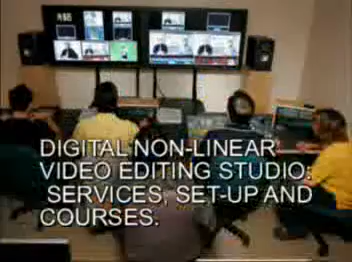 DIGITAL NON-LINEAR
VIDEO EDITING STUDIO:
SERVICES, SET-UP AND
COURSES.